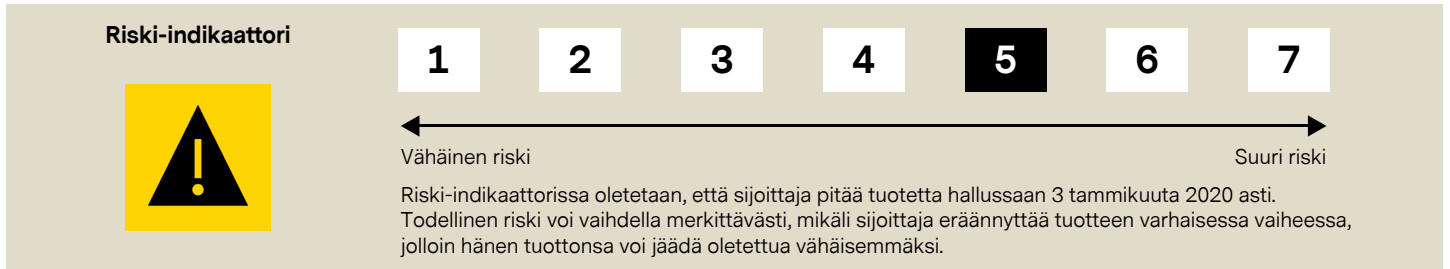 Riski-indikaattori
1 2 3 4 5 6 7
!
Vähäinen riski Suuri riski
Riski-indikaattorissa oletetaan, että sijoittaja pitää tuotetta hallussaan 3 tammikuuta 2020 asti.
Todellinen riski voi vaihdella merkittävästi, mikäli sijoittaja eräännyttää tuotteen varhaisessa vaiheessa,
jolloin hänen tuottonsa voi jäädä oletettua vähäisemmäksi.